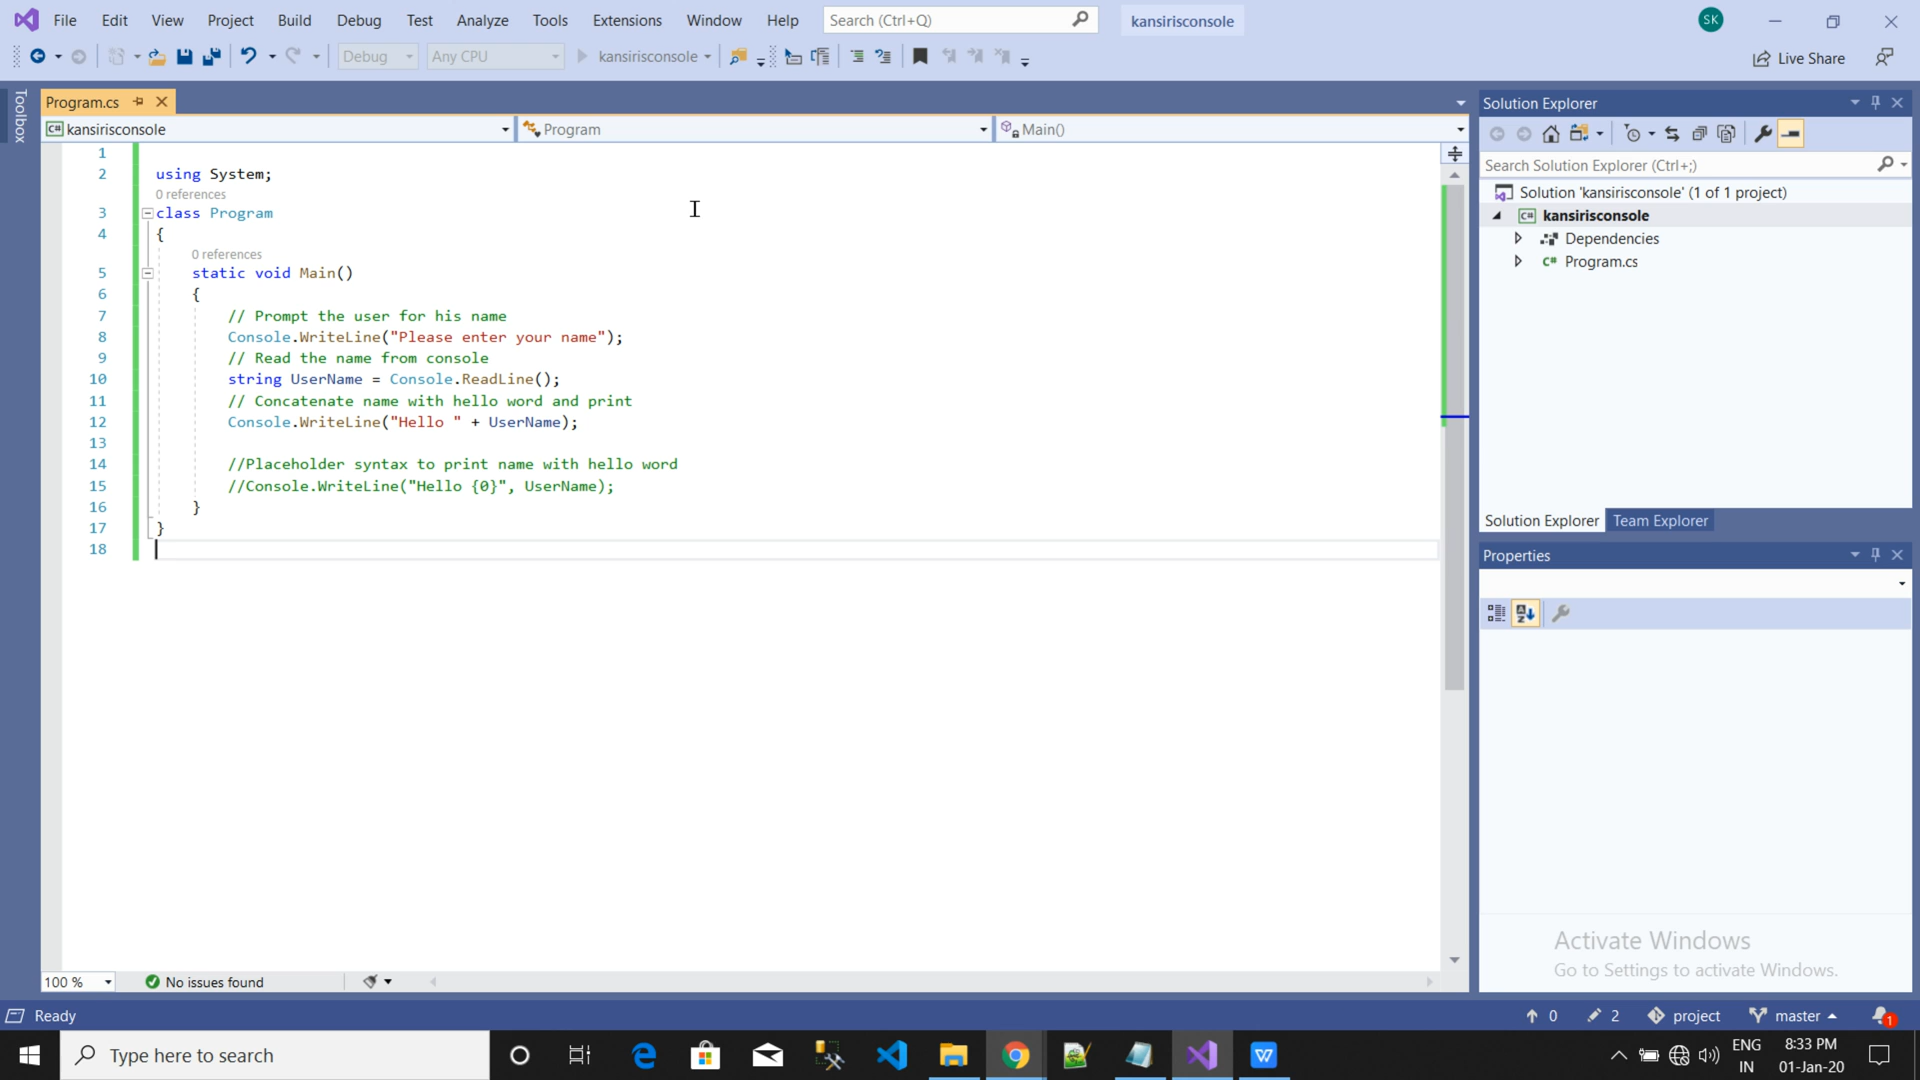 File Edit View Project Build Debug Test Analyze Tools Extensions Window Help Search (Ctrl+Q) kansirisconsole SK
Debug Any CPU kansirisconsole Live Share
Toolbox
Program.cs
kansirisconsole Program Main()
1
2 using System;
0 references
3 class Program
4 {
0 references
5 static void Main()
6 {
7 // Prompt the user for his name
8 Console.WriteLine("Please enter your name");
9 // Read the name from console
10 string UserName = Console.ReadLine();
11 // Concatenate name with hello word and print
12 Console.WriteLine("Hello " + UserName);
13
14 //Placeholder syntax to print name with hello word
15 //Console.WriteLine("Hello {0}", UserName);
16 }
17 }
18
100 % No issues found
Solution Explorer
Search Solution Explorer (Ctrl+;)
Solution 'kansirisconsole' (1 of 1 project)
C# kansirisconsole
Dependencies
C# Program.cs
Solution Explorer Team Explorer
Properties
Activate Windows
Go to Settings to activate Windows.
Ready 0 2 project master 1
Type here to search
ENG
IN
8:33 PM
01-Jan-20